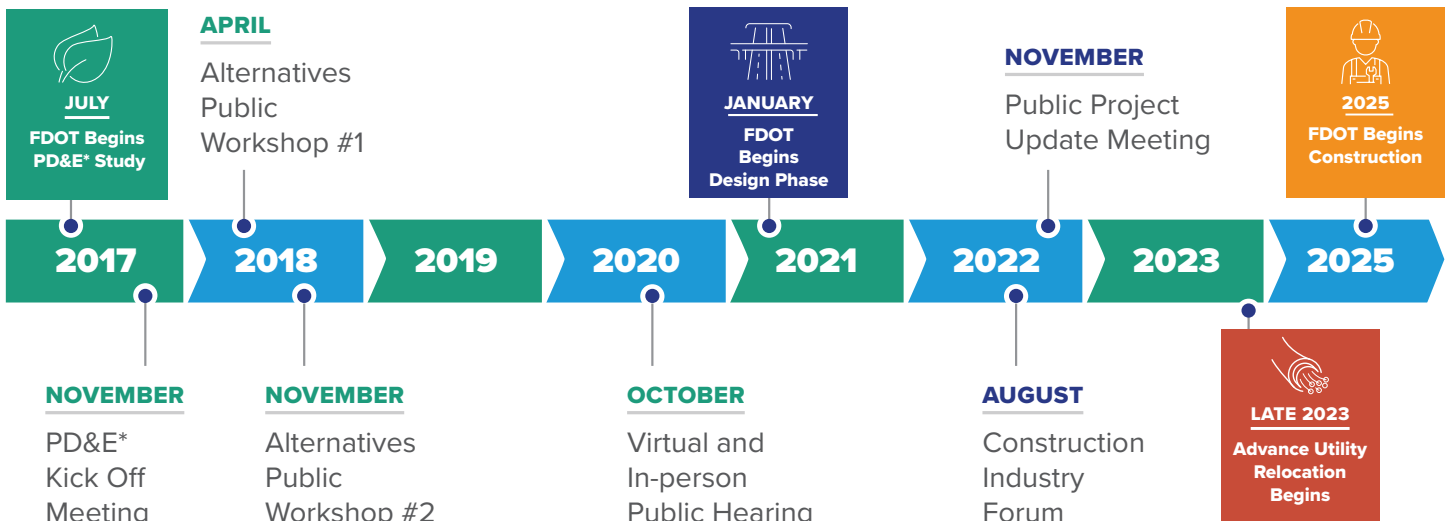 JULY
FDOT Begins
PD&E* Study
APRIL
Alternatives
Public
Workshop #1
JANUARY
FDOT
Begins
Design Phase
NOVEMBER
Public Project
Update Meeting
2025
FDOT Begins
Construction
2017
2018
2019
2020
2021
2022
2023
2025
NOVEMBER
PD&E*
Kick Off
Meeting
NOVEMBER
Alternatives
Public
Workshop #2
OCTOBER
Virtual and
In-person
Public Hearing
AUGUST
Construction
Industry
Forum
LATE 2023
Advance Utility
Relocation
Begins